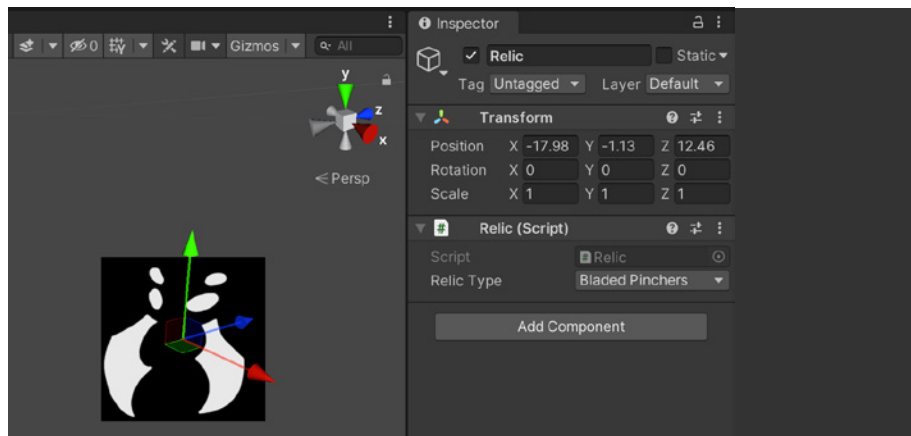 Inspector
0 Gizmos All
Relic Static
Tag Untagged Layer Default
y
z
x
Persp
Transform
Position X -17.98 Y -1.13 Z 12.46
Rotation X 0 Y 0 Z 0
Scale X 1 Y 1 Z 1
# Relic (Script)
Script # Relic
Relic Type Bladed Pinchers
Add Component